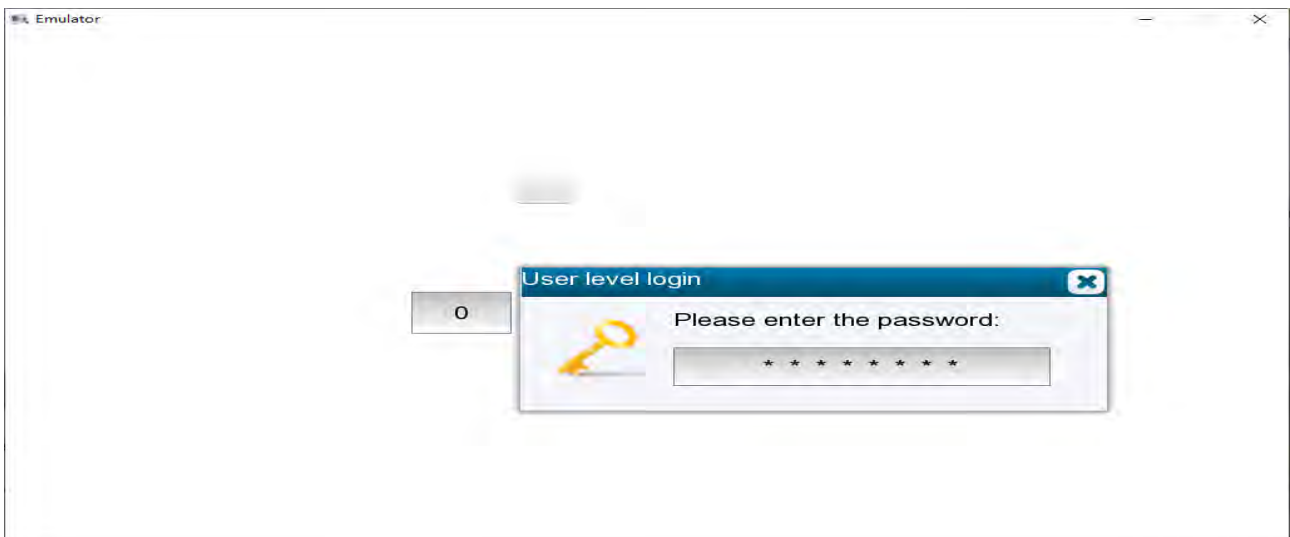 Emulator
User level login
0
Please enter the password:
* * * * * * * *